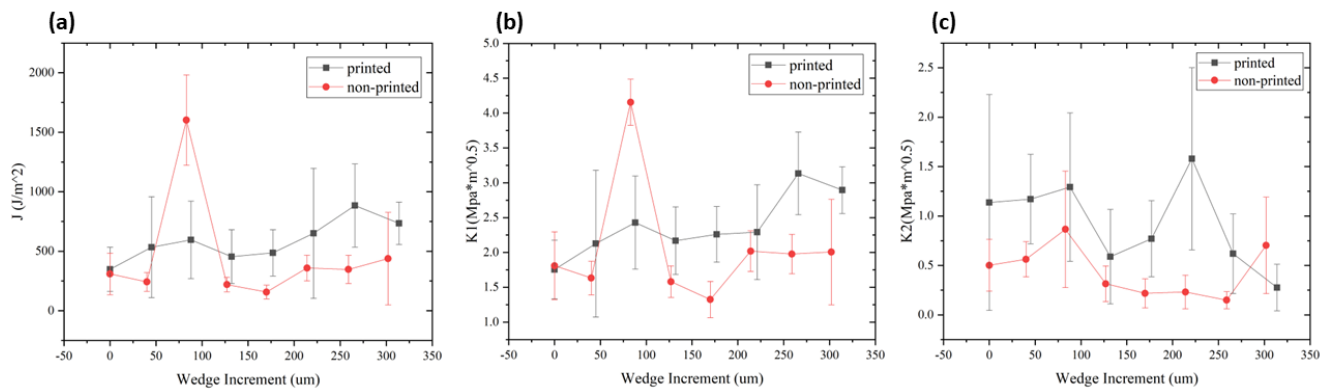 (a)
2000
1500
1000
500
0
J (J/m^2)
-50 0 50 100 150 200 250 300 350
Wedge Increment (um)
printed
non-printed
(b)
5.0
4.5
4.0
3.5
3.0
2.5
2.0
1.5
1.0
K1(Mpa*m^0.5)
-50 0 50 100 150 200 250 300 350
Wedge Increment (um)
printed
non-printed
(c)
2.5
2.0
1.5
1.0
0.5
0.0
K2(Mpa*m^0.5)
-50 0 50 100 150 200 250 300 350
Wedge Increment (um)
printed
non-printed